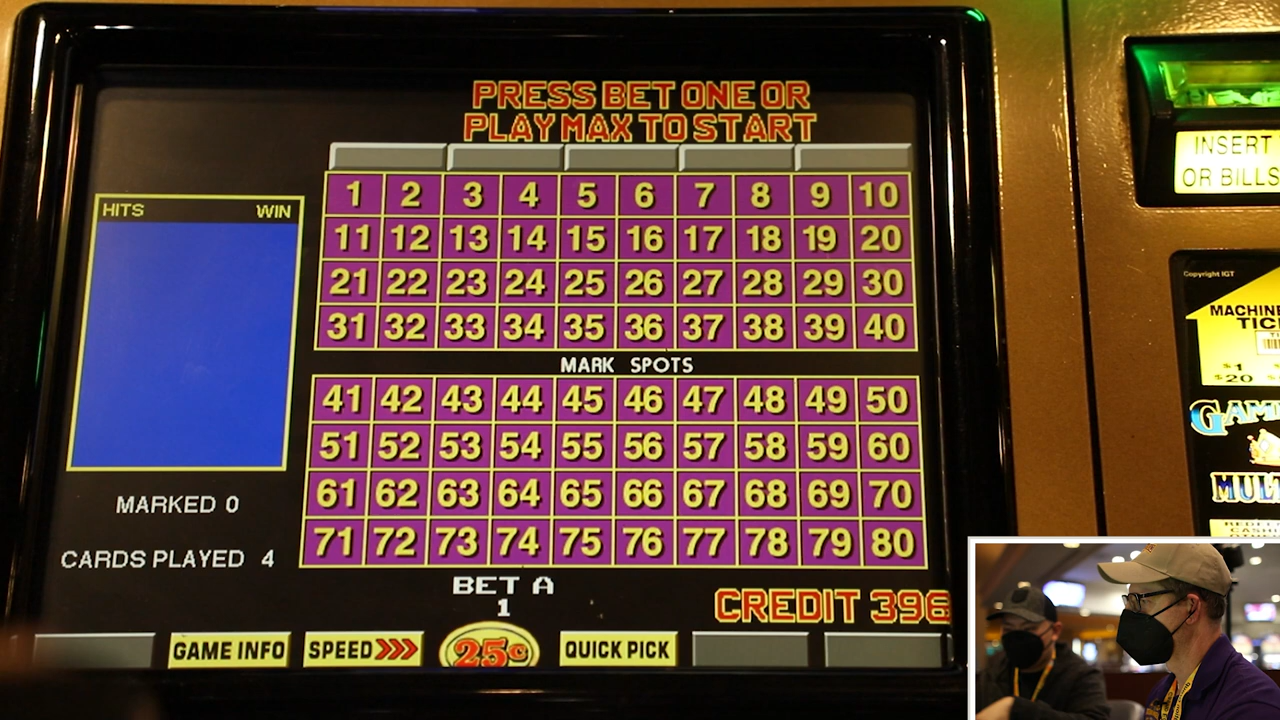 PRESS BET ONE OR
PLAY MAX TO START
HITS WIN
1 2 3 4 5 6 7 8 9 10
11 12 13 14 15 16 17 18 19 20
21 22 23 24 25 26 27 28 29 30
31 32 33 34 35 36 37 38 39 40
MARK SPOTS
41 42 43 44 45 46 47 48 49 50
51 52 53 54 55 56 57 58 59 60
61 62 63 64 65 66 67 68 69 70
71 72 73 74 75 76 77 78 79 80
MARKED 0
CARDS PLAYED 4
BET A
1
CREDIT 396
GAME INFO
SPEED
25¢
QUICK PICK
INSERT
OR BILLS
Copyright IGT
MACHINE
$1
$20